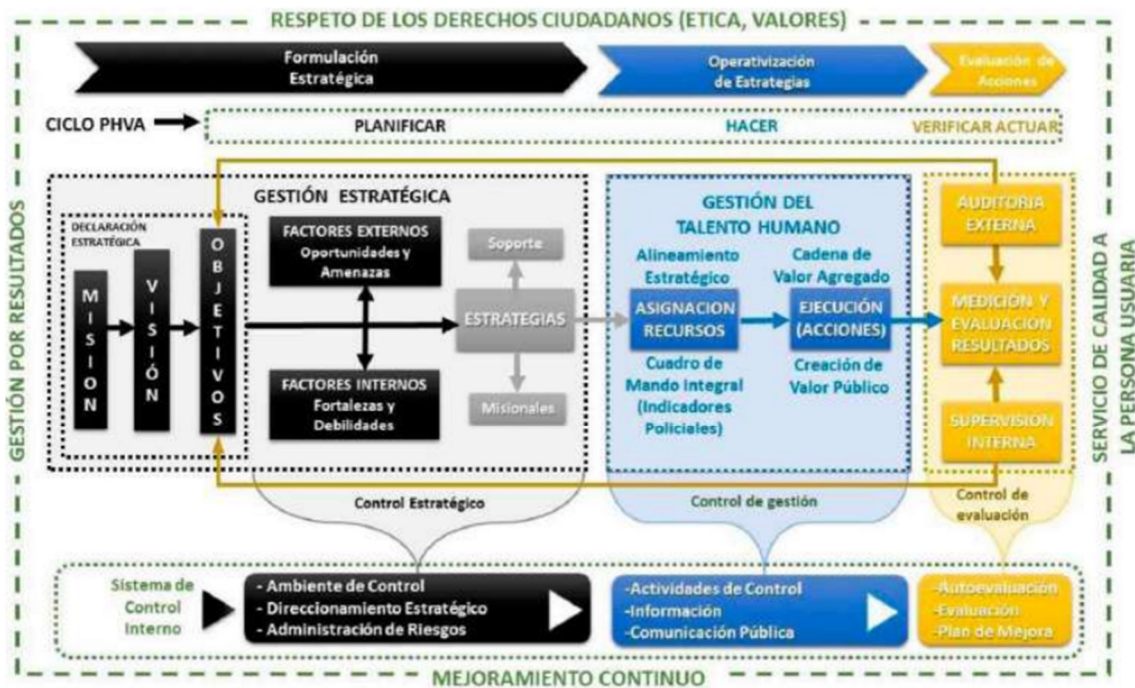 RESPETO DE LOS DERECHOS CIUDADANOS (ETICA, VALORES)
Formulación
Estratégica
Operativización
de Estrategias
Evaluación de
Acciones
CICLO PHVA
PLANIFICAR
HACER
VERIFICAR ACTUAR
GESTIÓN POR RESULTADOS
GESTIÓN ESTRATÉGICA
DECLARACIÓN
ESTRATÉGICA
MISION
VISIÓN
OBJETIVOS
FACTORES EXTERNOS
Oportunidades y
Amenazas
FACTORES INTERNOS
Fortalezas y
Debilidades
Soporte
ESTRATEGIAS
Misionales
GESTIÓN DEL
TALENTO HUMANO
Alineamiento
Estratégico
ASIGNACION
RECURSOS
Cuadro de
Mando Integral
(Indicadores
Policiales)
Cadena de
Valor Agregado
EJECUCIÓN
(ACCIONES)
Creación de
Valor Público
AUDITORIA
EXTERNA
MEDICIÓN Y
EVALUACIÓN
RESULTADOS
SUPERVISIÓN
INTERNA
SERVICIO DE CALIDAD A
LA PERSONA USUARIA
Control Estratégico
Control de gestión
Control de
evaluación
Sistema de
Control
Interno
- Ambiente de Control
- Direccionamiento Estratégico
- Administración de Riesgos
-Actividades de Control
-Información
-Comunicación Pública
-Autoevaluación
-Evaluación
-Plan de Mejora
MEJORAMIENTO CONTINUO